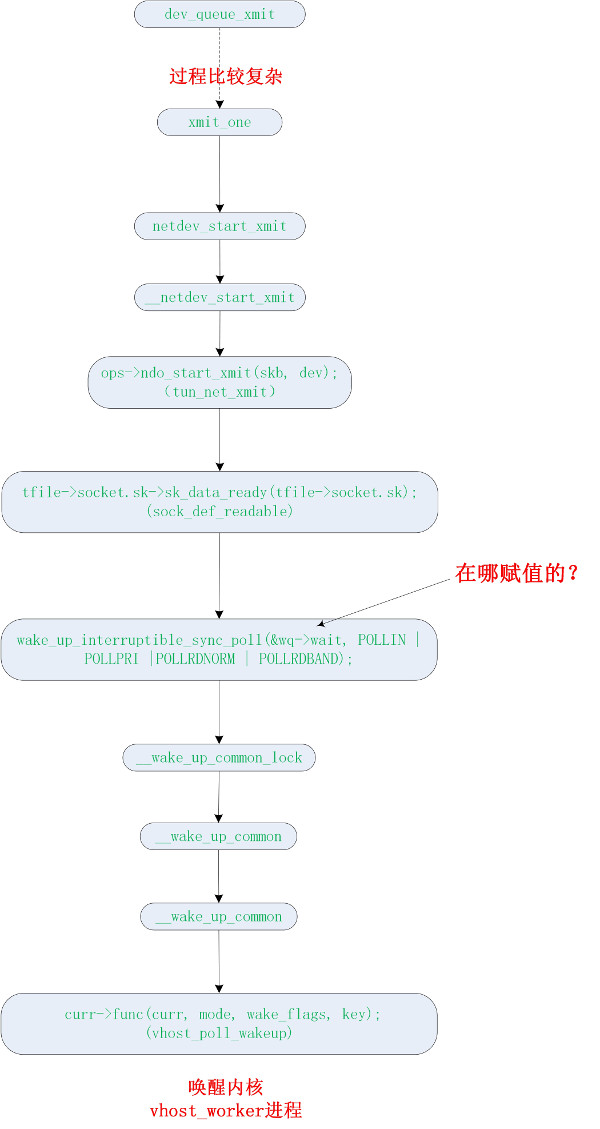 dev_queue_xmit
过程比较复杂
xmit_one
netdev_start_xmit
__netdev_start_xmit
ops->ndo_start_xmit(skb, dev);
(tun_net_xmit)
tfile->socket.sk->sk_data_ready(tfile->socket.sk);
(sock_def_readable)
在哪赋值的?
wake_up_interruptible_sync_poll(&wq->wait, POLLIN |
POLLPRI |POLLRDNORM | POLLRDBAND);
__wake_up_common_lock
__wake_up_common
__wake_up_common
curr->func(curr, mode, wake_flags, key);
(vhost_poll_wakeup)
唤醒内核
vhost_worker进程